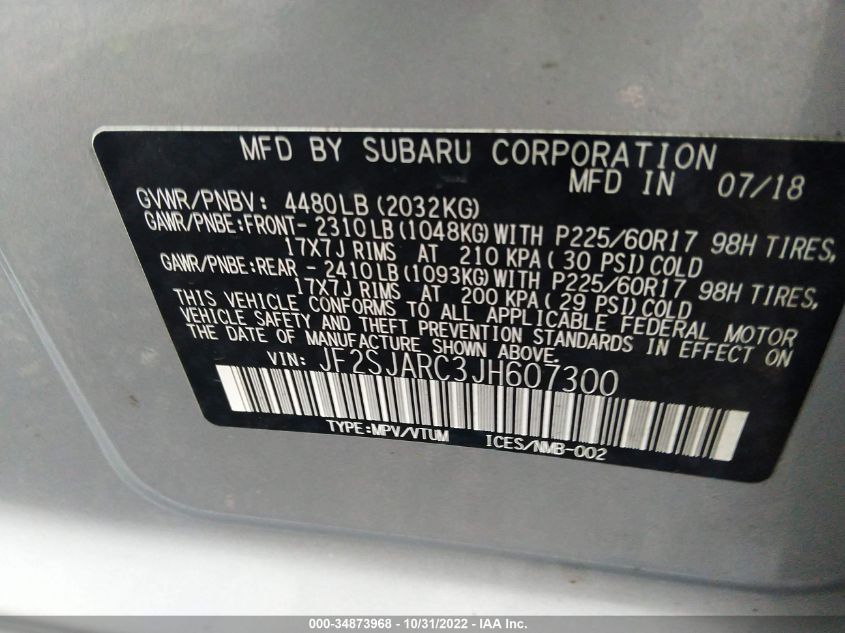 MFD BY SUBARU CORPORATION
MFD IN 07/18
GVWR/PNBV: 4480LB(2032KG)
GAWR/PNBE:FRONT- 2310LB(1048KG)WITH P225/60R17 98H TIRES,
17X7J RIMS AT 210 KPA( 30 PSI)COLD
GAWR/PNBE:REAR - 2410LB(1093KG)WITH P225/60R17 98H TIRES,
17X7J RIMS AT 200 KPA( 29 PSI)COLD
THIS VEHICLE CONFORMS TO ALL APPLICABLE FEDERAL MOTOR
VEHICLE SAFETY AND THEFT PREVENTION STANDARDS IN EFFECT ON
THE DATE OF MANUFACTURE SHOWN ABOVE.
VIN: JF2SJARC3JH607300
TYPE:MPV/VTUM ICES/NMB-002
000-34873968 - 10/31/2022 - IAA Inc.